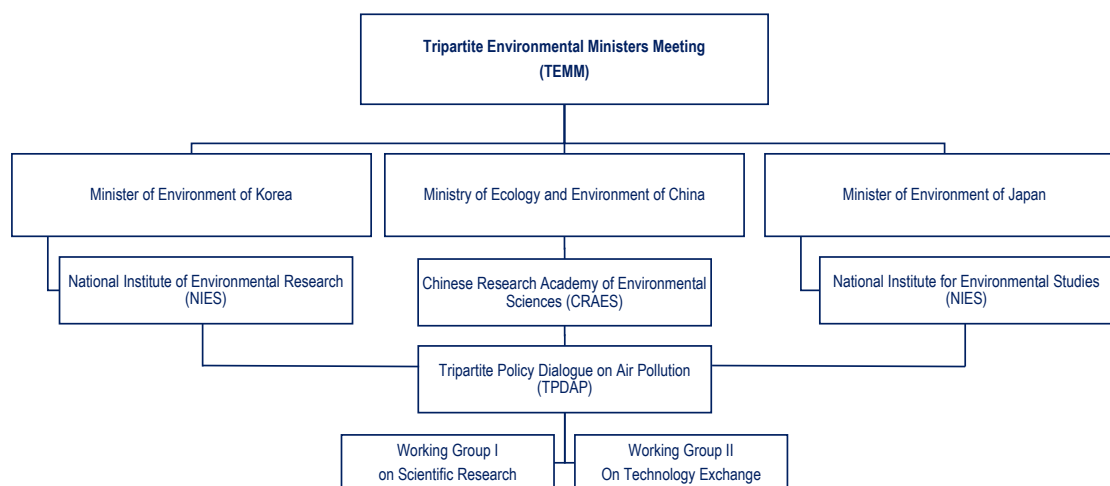 Tripartite Environmental Ministers Meeting
(TEMM)
Minister of Environment of Korea
Ministry of Ecology and Environment of China
Minister of Environment of Japan
National Institute of Environmental Research
(NIES)
Chinese Research Academy of Environmental
Sciences (CRAES)
National Institute for Environmental Studies
(NIES)
Tripartite Policy Dialogue on Air Pollution
(TPDAP)
Working Group I
on Scientific Research
Working Group II
On Technology Exchange